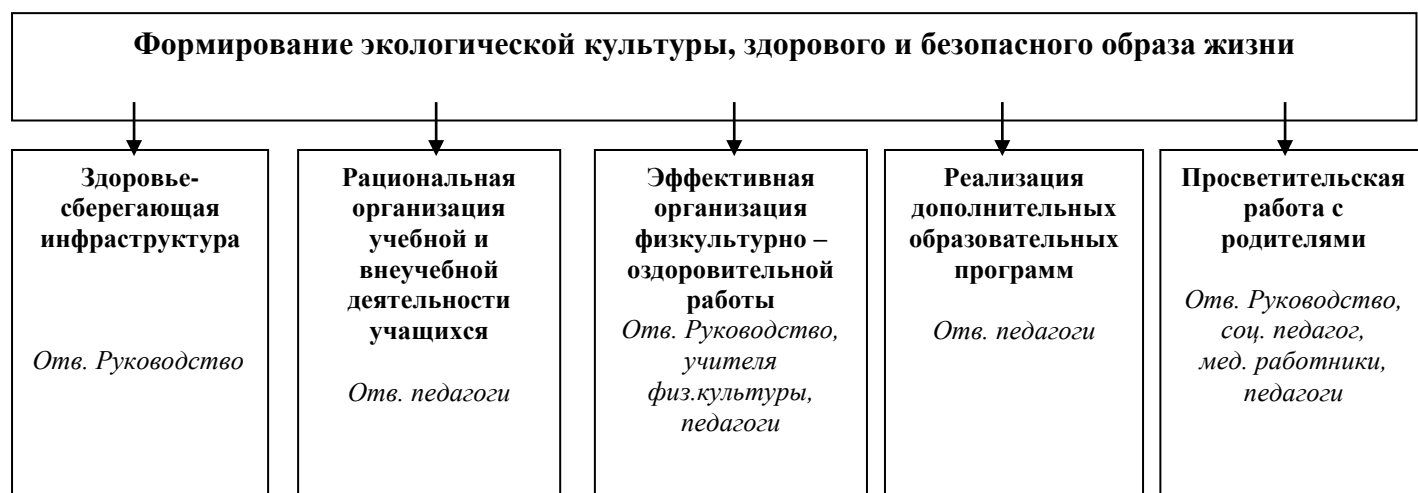 Формирование экологической культуры, здорового и безопасного образа жизни
Здоровье-
сберегающая
инфраструктура
Отв. Руководство
Рациональная
организация
учебной и
внеучебной
деятельности
учащихся
Отв. педагоги
Эффективная
организация
физкультурно –
оздоровительной
работы
Отв. Руководство,
учителя
физ.культуры,
педагоги
Реализация
дополнительных
образовательных
программ
Отв. педагоги
Просветительская
работа с
родителями
Отв. Руководство,
соц. педагог,
мед. работники,
педагоги